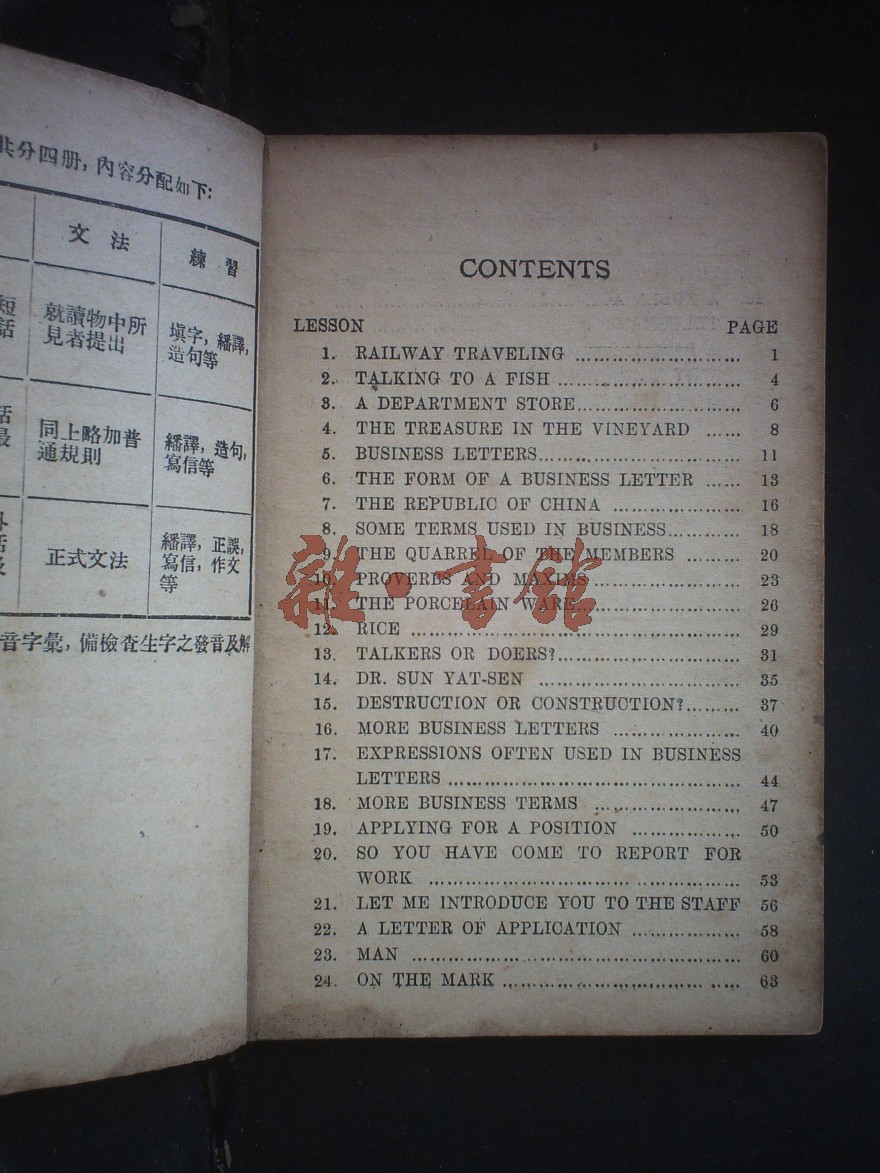 共分四册，內容分配如下：
文 法
練 習
就讀物中所
見者提出
填字，繙譯，
造句等
同上略加普
通規則
繙譯，造句，
寫信等
正式文法
繙譯，正誤，
寫信，作文
等
音字彙，備檢查生字之發音及解
CONTENTS
LESSON PAGE
1. RAILWAY TRAVELING ........................... 1
2. TALKING TO A FISH ............................. 4
3. A DEPARTMENT STORE........................... 6
4. THE TREASURE IN THE VINEYARD ...... 8
5. BUSINESS LETTERS................................. 11
6. THE FORM OF A BUSINESS LETTER ...... 13
7. THE REPUBLIC OF CHINA ..................... 16
8. SOME TERMS USED IN BUSINESS............ 18
9. THE QUARREL OF THE MEMBERS ......... 20
10. PROVERBS AND MAXIMS........................ 23
11. THE PORCELAIN WARE........................... 26
12. RICE ...................................................... 29
13. TALKERS OR DOERS?.............................. 31
14. DR. SUN YAT-SEN ................................. 35
15. DESTRUCTION OR CONSTRUCTION?......... 37
16. MORE BUSINESS LETTERS ..................... 40
17. EXPRESSIONS OFTEN USED IN BUSINESS
LETTERS ................................................ 44
18. MORE BUSINESS TERMS ........................ 47
19. APPLYING FOR A POSITION .................. 50
20. SO YOU HAVE COME TO REPORT FOR
WORK ................................................... 53
21. LET ME INTRODUCE YOU TO THE STAFF 56
22. A LETTER OF APPLICATION .................. 58
23. MAN ...................................................... 60
24. ON THE MARK ....................................... 63
雜·書館